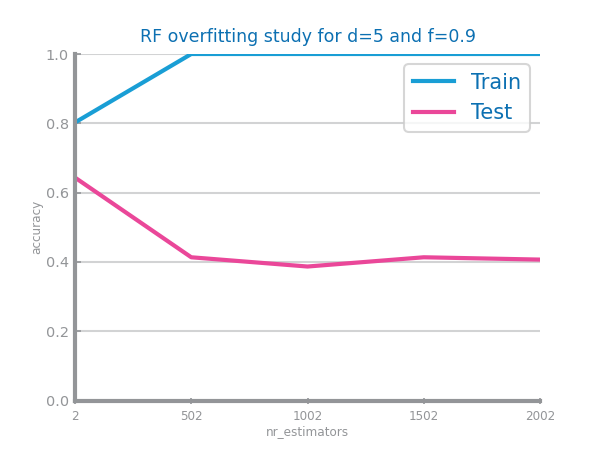 RF overfitting study for d=5 and f=0.9
1.0
0.8
0.6
0.4
0.2
0.0
accuracy
Train
Test
2
502
1002
1502
2002
nr_estimators